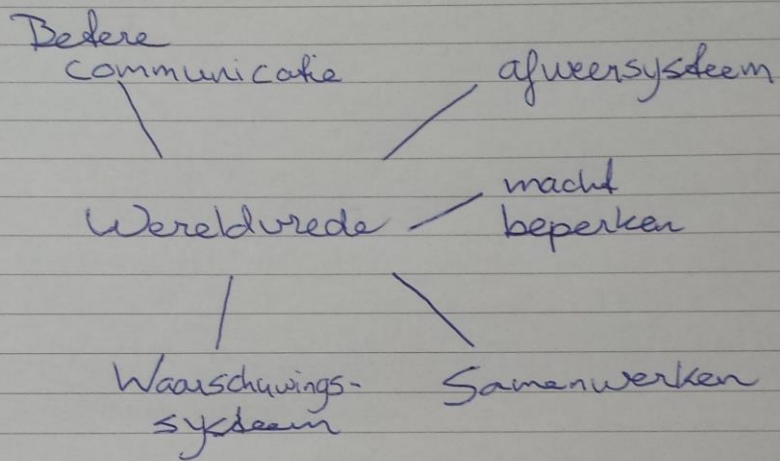 Betere
communicatie
afweersysteem
macht
beperken
Wereldvrede
Waarschuwings-
systeem
Samenwerken